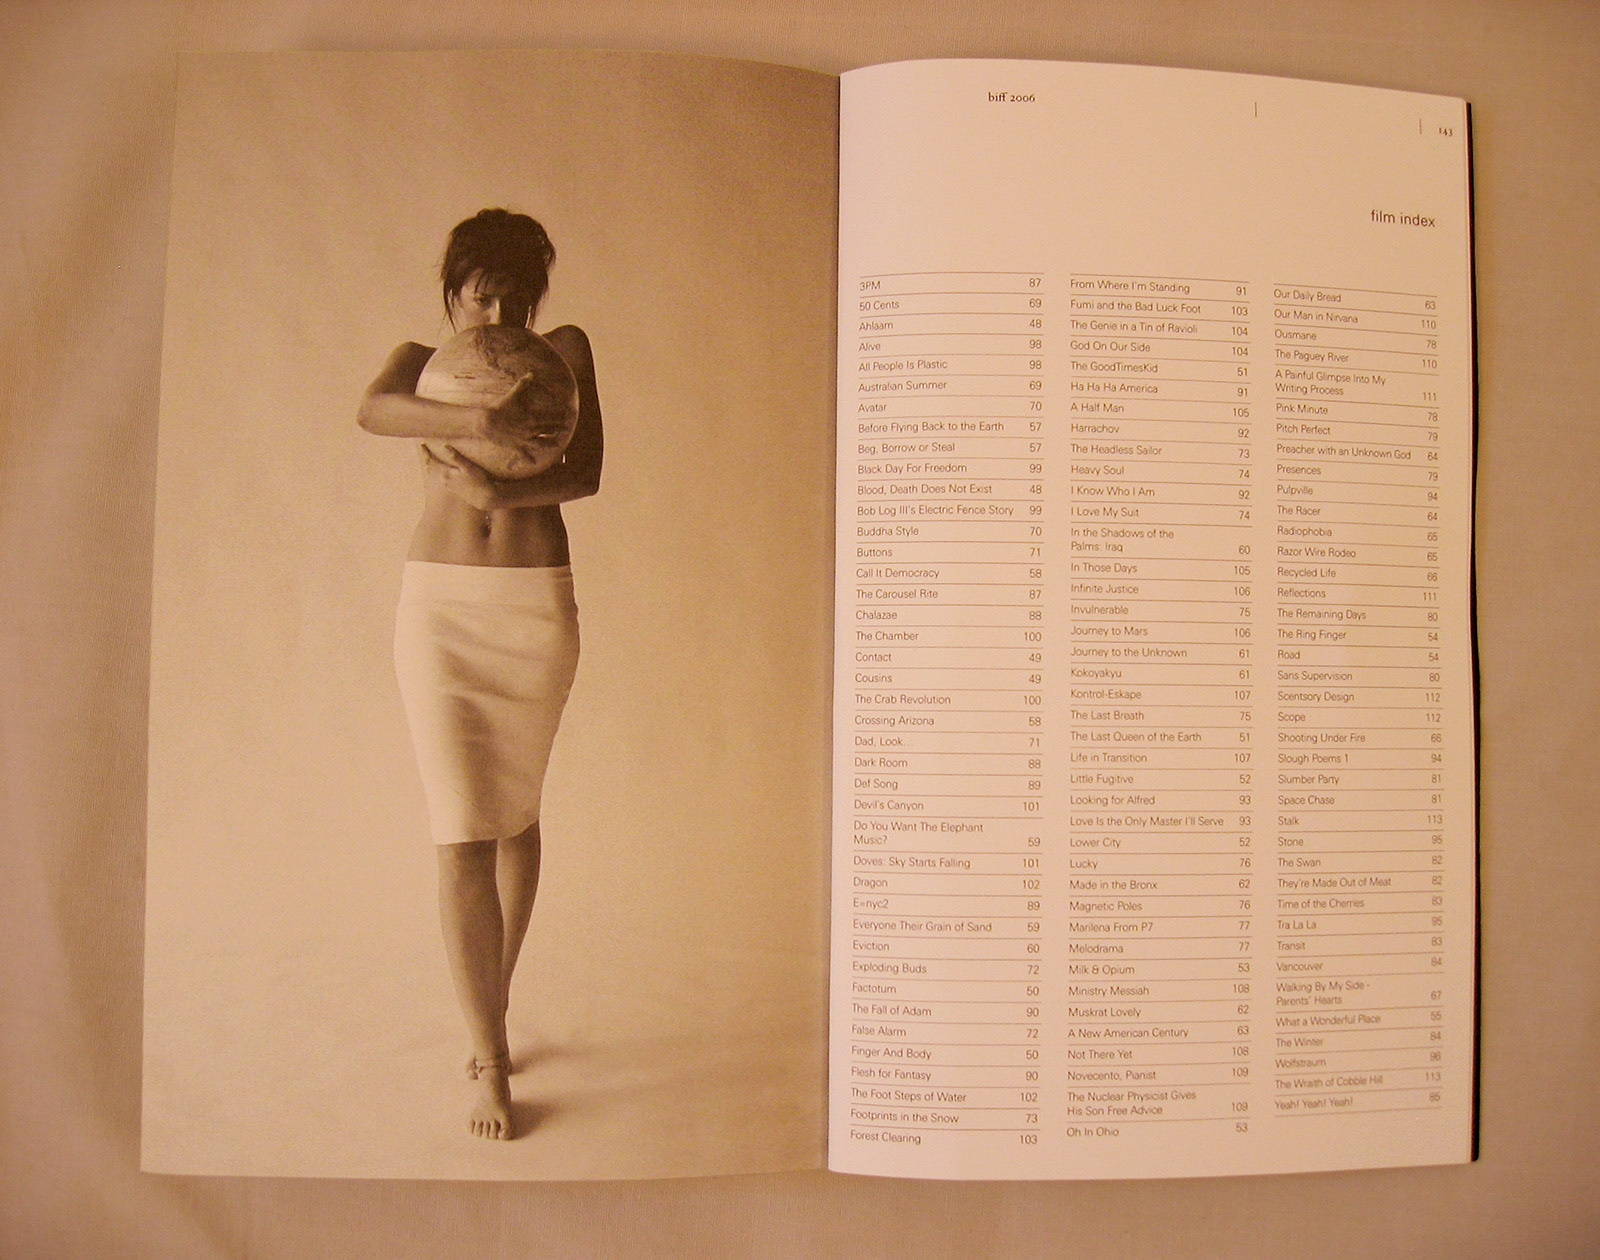 biff 2006
143
film index
3PM 87
50 Cents 69
Ahlaam 48
Alive 98
All People Is Plastic 98
Australian Summer 69
Avatar 70
Before Flying Back to the Earth 57
Beg, Borrow or Steal 57
Black Day For Freedom 99
Blood, Death Does Not Exist 48
Bob Log III's Electric Fence Story 99
Buddha Style 70
Buttons 71
Call It Democracy 58
The Carousel Rite 87
Chalazae 88
The Chamber 100
Contact 49
Cousins 49
The Crab Revolution 100
Crossing Arizona 58
Dad, Look... 71
Dark Room 88
Def Song 89
Devil's Canyon 101
Do You Want The Elephant
Music? 59
Doves: Sky Starts Falling 101
Dragon 102
E=nyc2 89
Everyone Their Grain of Sand 59
Eviction 60
Exploding Buds 72
Factotum 50
The Fall of Adam 90
False Alarm 72
Finger And Body 50
Flesh for Fantasy 90
The Foot Steps of Water 102
Footprints in the Snow 73
Forest Clearing 103
From Where I'm Standing 91
Fumi and the Bad Luck Foot 103
The Genie in a Tin of Ravioli 104
God On Our Side 104
The GoodTimesKid 51
Ha Ha Ha America 91
A Half Man 105
Harrachov 92
The Headless Sailor 73
Heavy Soul 74
I Know Who I Am 92
I Love My Suit 74
In the Shadows of the
Palms: Iraq 60
In Those Days 105
Infinite Justice 106
Invulnerable 75
Journey to Mars 106
Journey to the Unknown 61
Kokoyakyu 61
Kontrol-Eskape 107
The Last Breath 75
The Last Queen of the Earth 51
Life in Transition 107
Little Fugitive 52
Looking for Alfred 93
Love Is the Only Master I'll Serve 93
Lower City 52
Lucky 76
Made in the Bronx 62
Magnetic Poles 76
Marilena From P7 77
Melodrama 77
Milk & Opium 53
Ministry Messiah 108
Muskrat Lovely 62
A New American Century 63
Not There Yet 108
Novecento, Pianist 109
The Nuclear Physicist Gives
His Son Free Advice 109
Oh In Ohio 53
Our Daily Bread 63
Our Man in Nirvana 110
Ousmane 78
The Paguey River 110
A Painful Glimpse Into My
Writing Process 111
Pink Minute 78
Pitch Perfect 79
Preacher with an Unknown God 64
Presences 79
Pulpville 94
The Racer 64
Radiophobia 65
Razor Wire Rodeo 65
Recycled Life 66
Reflections 111
The Remaining Days 80
The Ring Finger 54
Road 54
Sans Supervision 80
Scentsory Design 112
Scope 112
Shooting Under Fire 66
Slough Poems 1 94
Slumber Party 81
Space Chase 81
Stalk 113
Stone 95
The Swan 82
They're Made Out of Meat 82
Time of the Cherries 83
Tra La La 95
Transit 83
Vancouver 84
Walking By My Side -
Parents' Hearts 67
What a Wonderful Place 55
The Winter 84
Wolfstraum 96
The Wraith of Cobble Hill 113
Yeah! Yeah! Yeah! 85